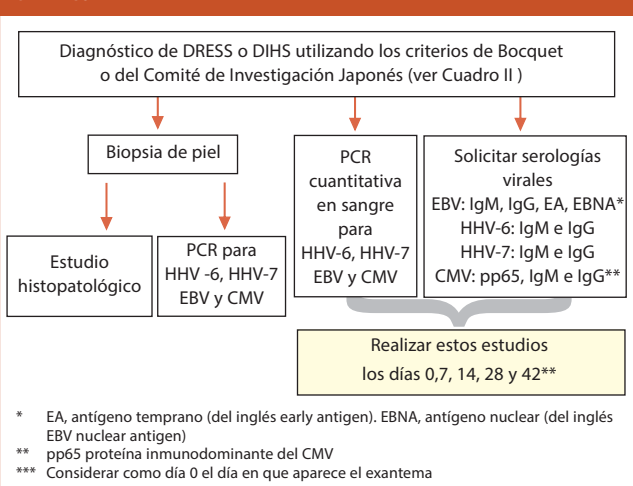 Diagnóstico de DRESS o DIHS utilizando los criterios de Bocquet
o del Comité de Investigación Japonés (ver Cuadro II )
Biopsia de piel
Estudio
histopatológico
PCR para
HHV -6, HHV-7
EBV y CMV
PCR
cuantitativa
en sangre
para
HHV-6, HHV-7
EBV y CMV
Solicitar serologías
virales
EBV: IgM, IgG, EA, EBNA*
HHV-6: IgM e IgG
HHV-7: IgM e IgG
CMV: pp65, IgM e IgG**
Realizar estos estudios
los días 0,7, 14, 28 y 42**
* EA, antígeno temprano (del inglés early antigen). EBNA, antígeno nuclear (del inglés
EBV nuclear antigen)
** pp65 proteína inmunodominante del CMV
*** Considerar como día 0 el día en que aparece el exantema